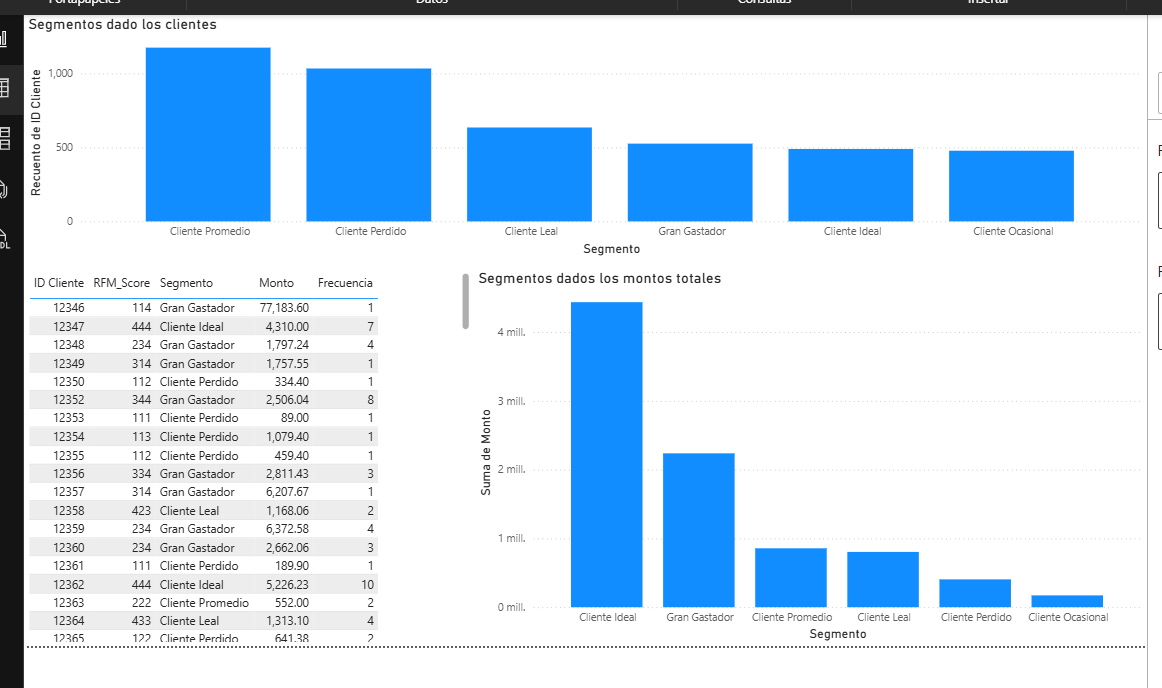 Portapapeles Datos Consultas Insertar
Segmentos dado los clientes
Recuento de ID Cliente
1,000
500
0
Cliente Promedio Cliente Perdido Cliente Leal Gran Gastador Cliente Ideal Cliente Ocasional
Segmento
ID Cliente RFM_Score Segmento Monto Frecuencia
12346 114 Gran Gastador 77,183.60 1
12347 444 Cliente Ideal 4,310.00 7
12348 234 Gran Gastador 1,797.24 4
12349 314 Gran Gastador 1,757.55 1
12350 112 Cliente Perdido 334.40 1
12352 344 Gran Gastador 2,506.04 8
12353 111 Cliente Perdido 89.00 1
12354 113 Cliente Perdido 1,079.40 1
12355 112 Cliente Perdido 459.40 1
12356 334 Gran Gastador 2,811.43 3
12357 314 Gran Gastador 6,207.67 1
12358 423 Cliente Leal 1,168.06 2
12359 234 Gran Gastador 6,372.58 4
12360 234 Gran Gastador 2,662.06 3
12361 111 Cliente Perdido 189.90 1
12362 444 Cliente Ideal 5,226.23 10
12363 222 Cliente Promedio 552.00 2
12364 433 Cliente Leal 1,313.10 4
12365 122 Cliente Perdido 641.38 2
Segmentos dados los montos totales
Suma de Monto
4 mill.
3 mill.
2 mill.
1 mill.
0 mill.
Cliente Ideal Gran Gastador Cliente Promedio Cliente Leal Cliente Perdido Cliente Ocasional
Segmento